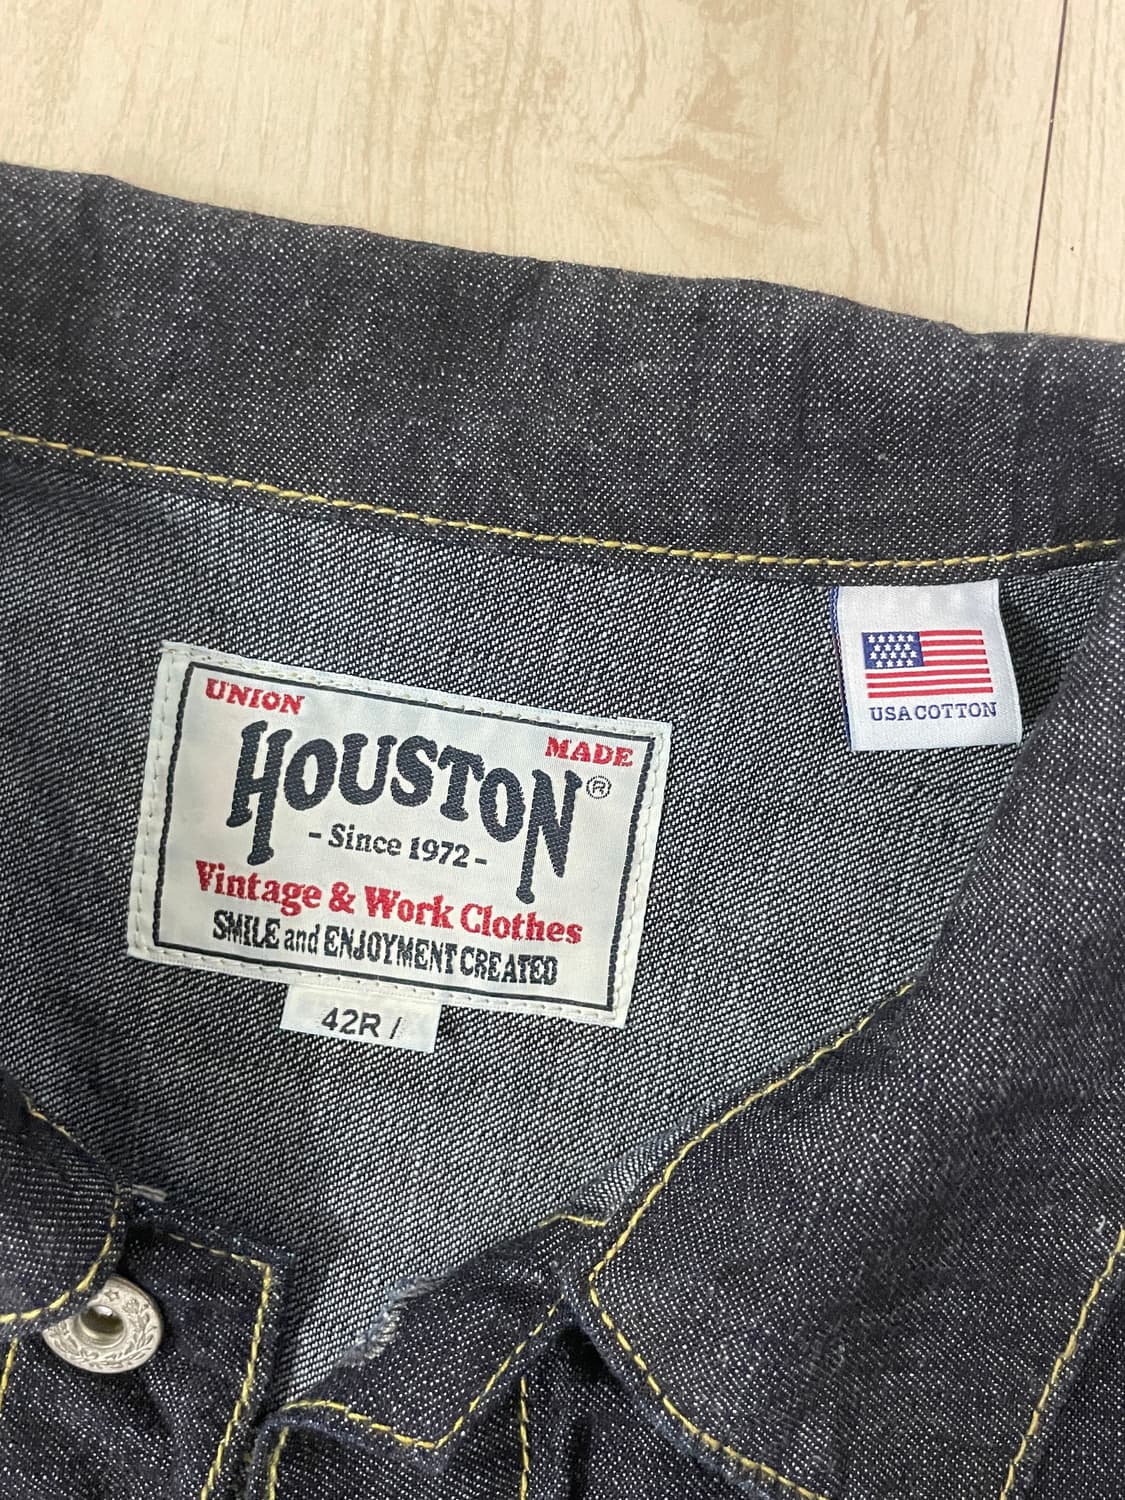 UNION
MADE
HOUSTON®
- Since 1972 -
Vintage & Work Clothes
SMILE and ENJOYMENT CREATED
42R /
USA COTTON